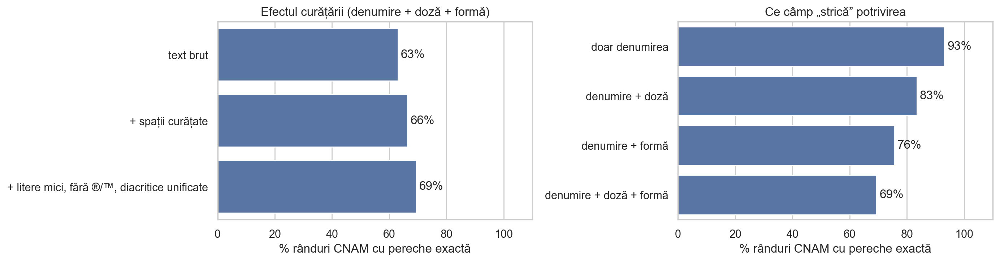 Efectul curățării (denumire + doză + formă)
text brut
63%
+ spații curățate
66%
+ litere mici, fără ®/™, diacritice unificate
69%
0 20 40 60 80 100
% rânduri CNAM cu pereche exactă
Ce câmp „strică” potrivirea
doar denumirea
93%
denumire + doză
83%
denumire + formă
76%
denumire + doză + formă
69%
0 20 40 60 80 100
% rânduri CNAM cu pereche exactă